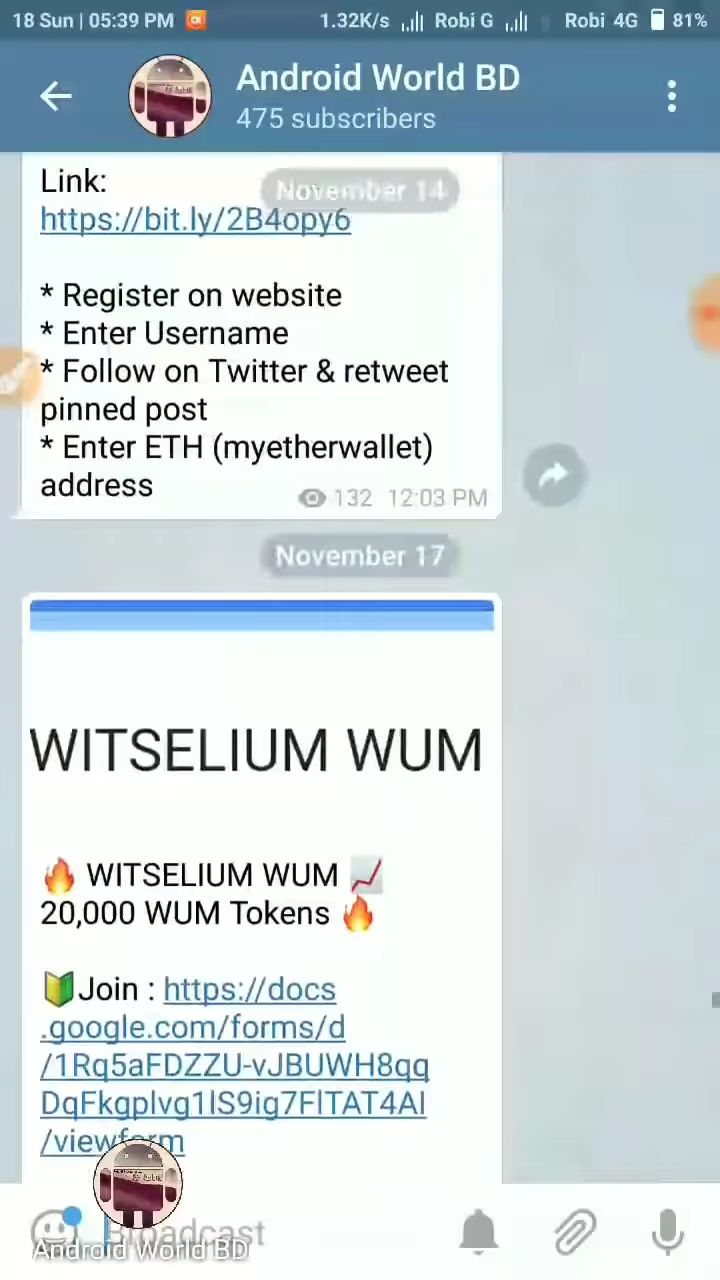 18 Sun | 05:39 PM 1.32K/s Robi G Robi 4G 81%
Android World BD
475 subscribers
Link:
November 14
https://bit.ly/2B4opy6
* Register on website
* Enter Username
* Follow on Twitter & retweet
pinned post
* Enter ETH (myetherwallet)
address
132 12:03 PM
November 17
WITSELIUM WUM
🔥 WITSELIUM WUM 📈
20,000 WUM Tokens 🔥
🔰Join : https://docs
.google.com/forms/d
/1Rq5aFDZZU-vJBUWH8qq
DqFkgplvg1lS9ig7FlTAT4AI
/viewform
Broadcast
Android World BD